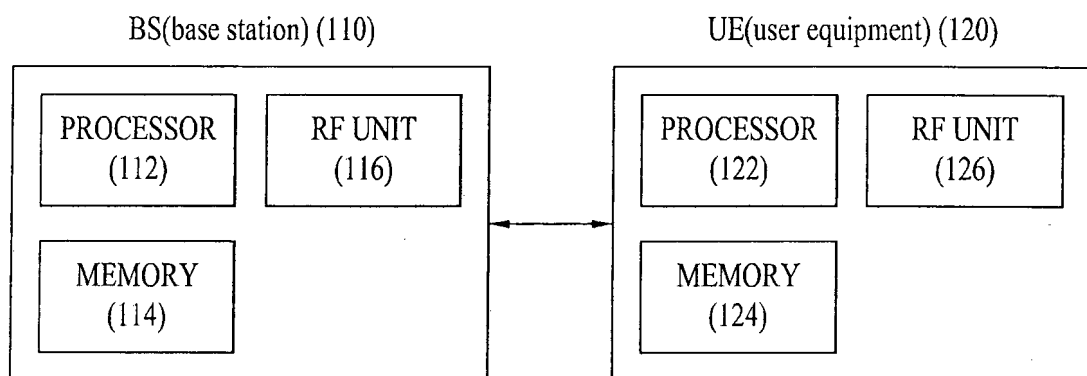 BS(base station) (110)
UE(user equipment) (120)
PROCESSOR
(112)
RF UNIT
(116)
MEMORY
(114)
PROCESSOR
(122)
RF UNIT
(126)
MEMORY
(124)